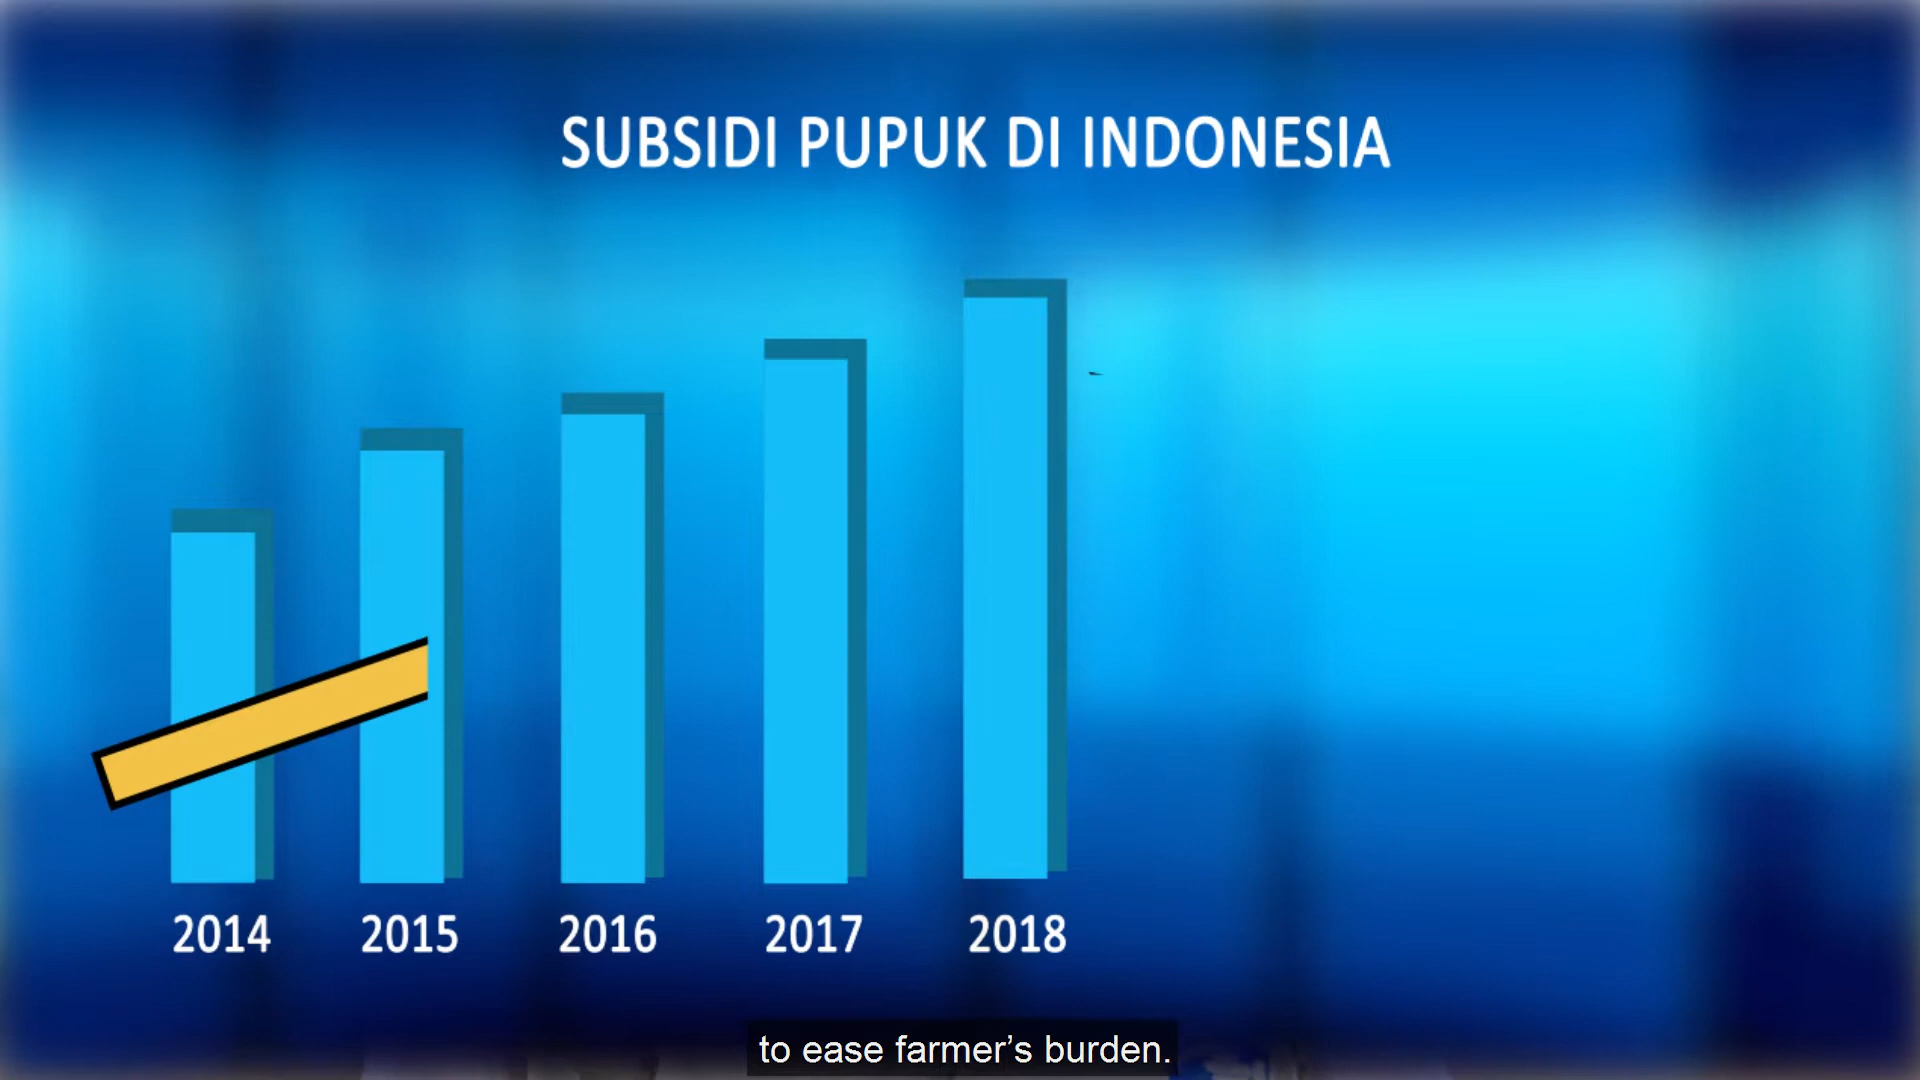 SUBSIDI PUPUK DI INDONESIA
2014 2015 2016 2017 2018
to ease farmer’s burden.